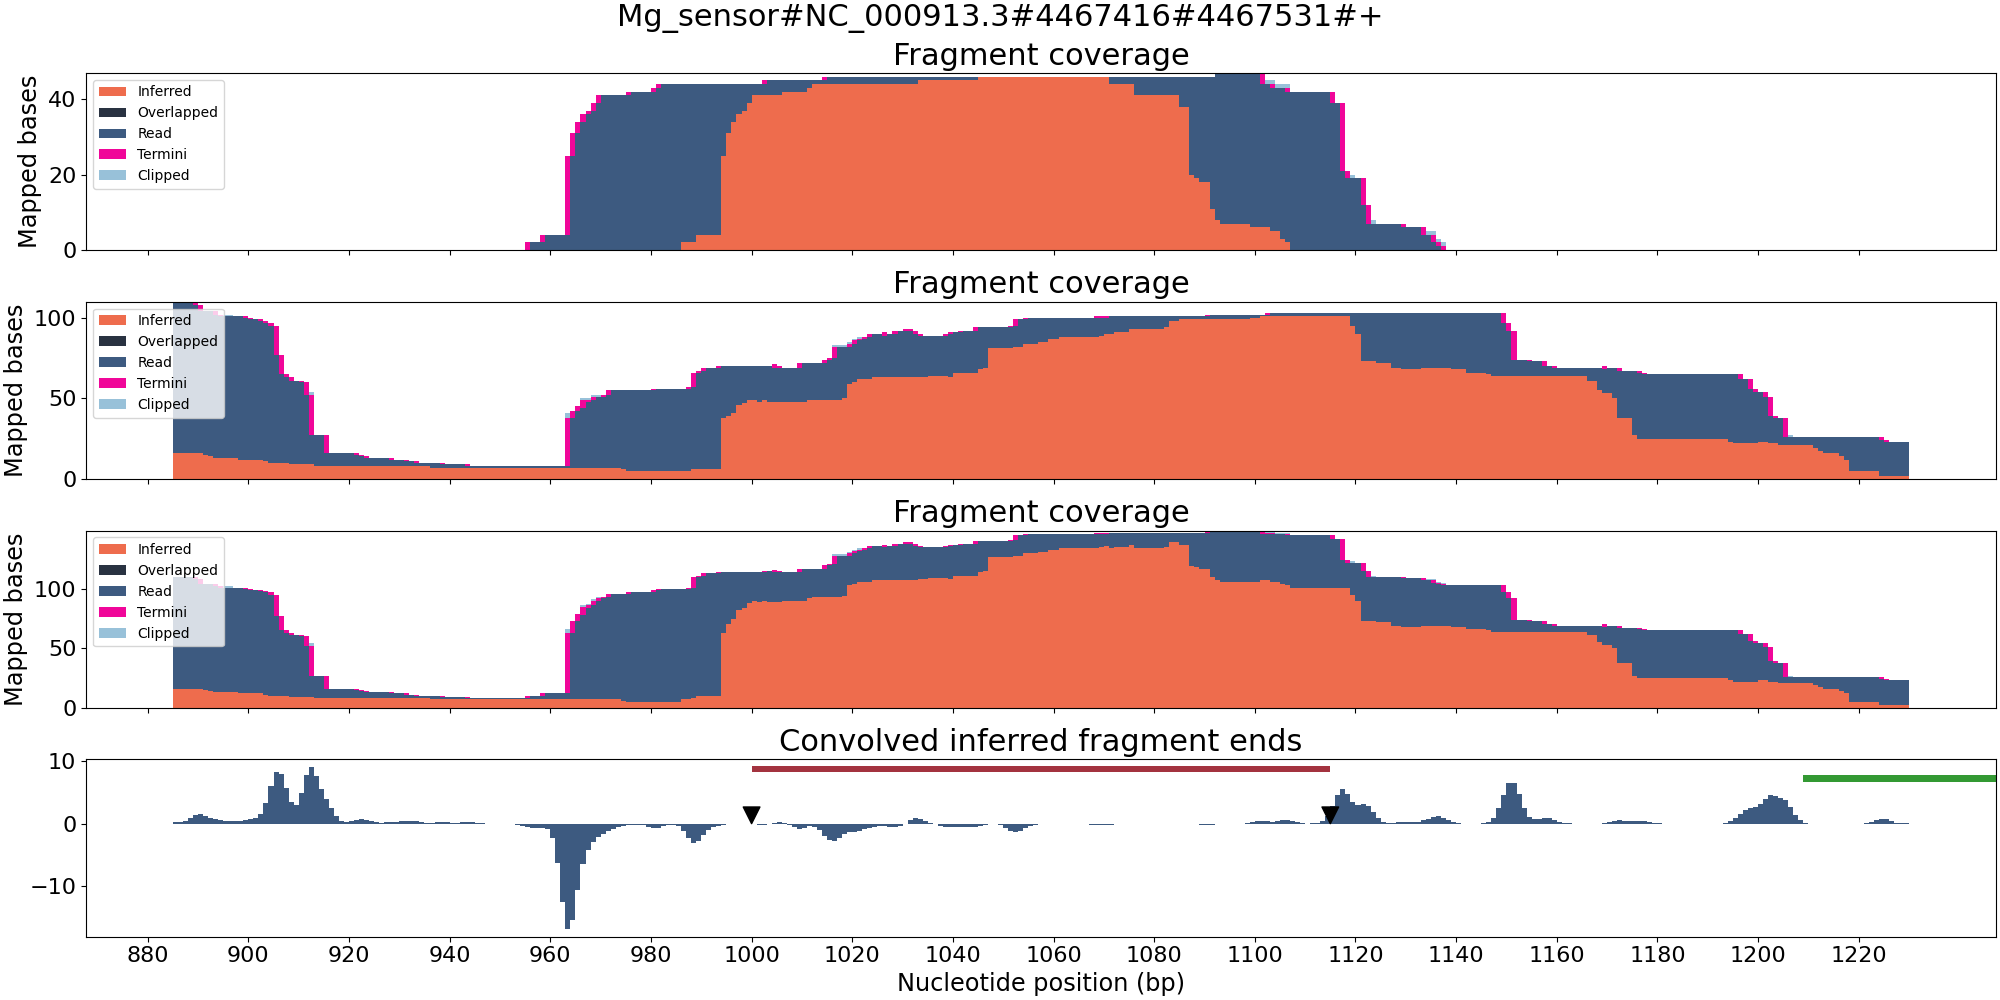 Mg_sensor#NC_000913.3#4467416#4467531#+
Fragment coverage
Mapped bases
40
20
0
Inferred
Overlapped
Read
Termini
Clipped
Fragment coverage
Mapped bases
100
50
0
Inferred
Overlapped
Read
Termini
Clipped
Fragment coverage
Mapped bases
100
50
0
Inferred
Overlapped
Read
Termini
Clipped
Convolved inferred fragment ends
10
0
−10
880 900 920 940 960 980 1000 1020 1040 1060 1080 1100 1120 1140 1160 1180 1200 1220
Nucleotide position (bp)